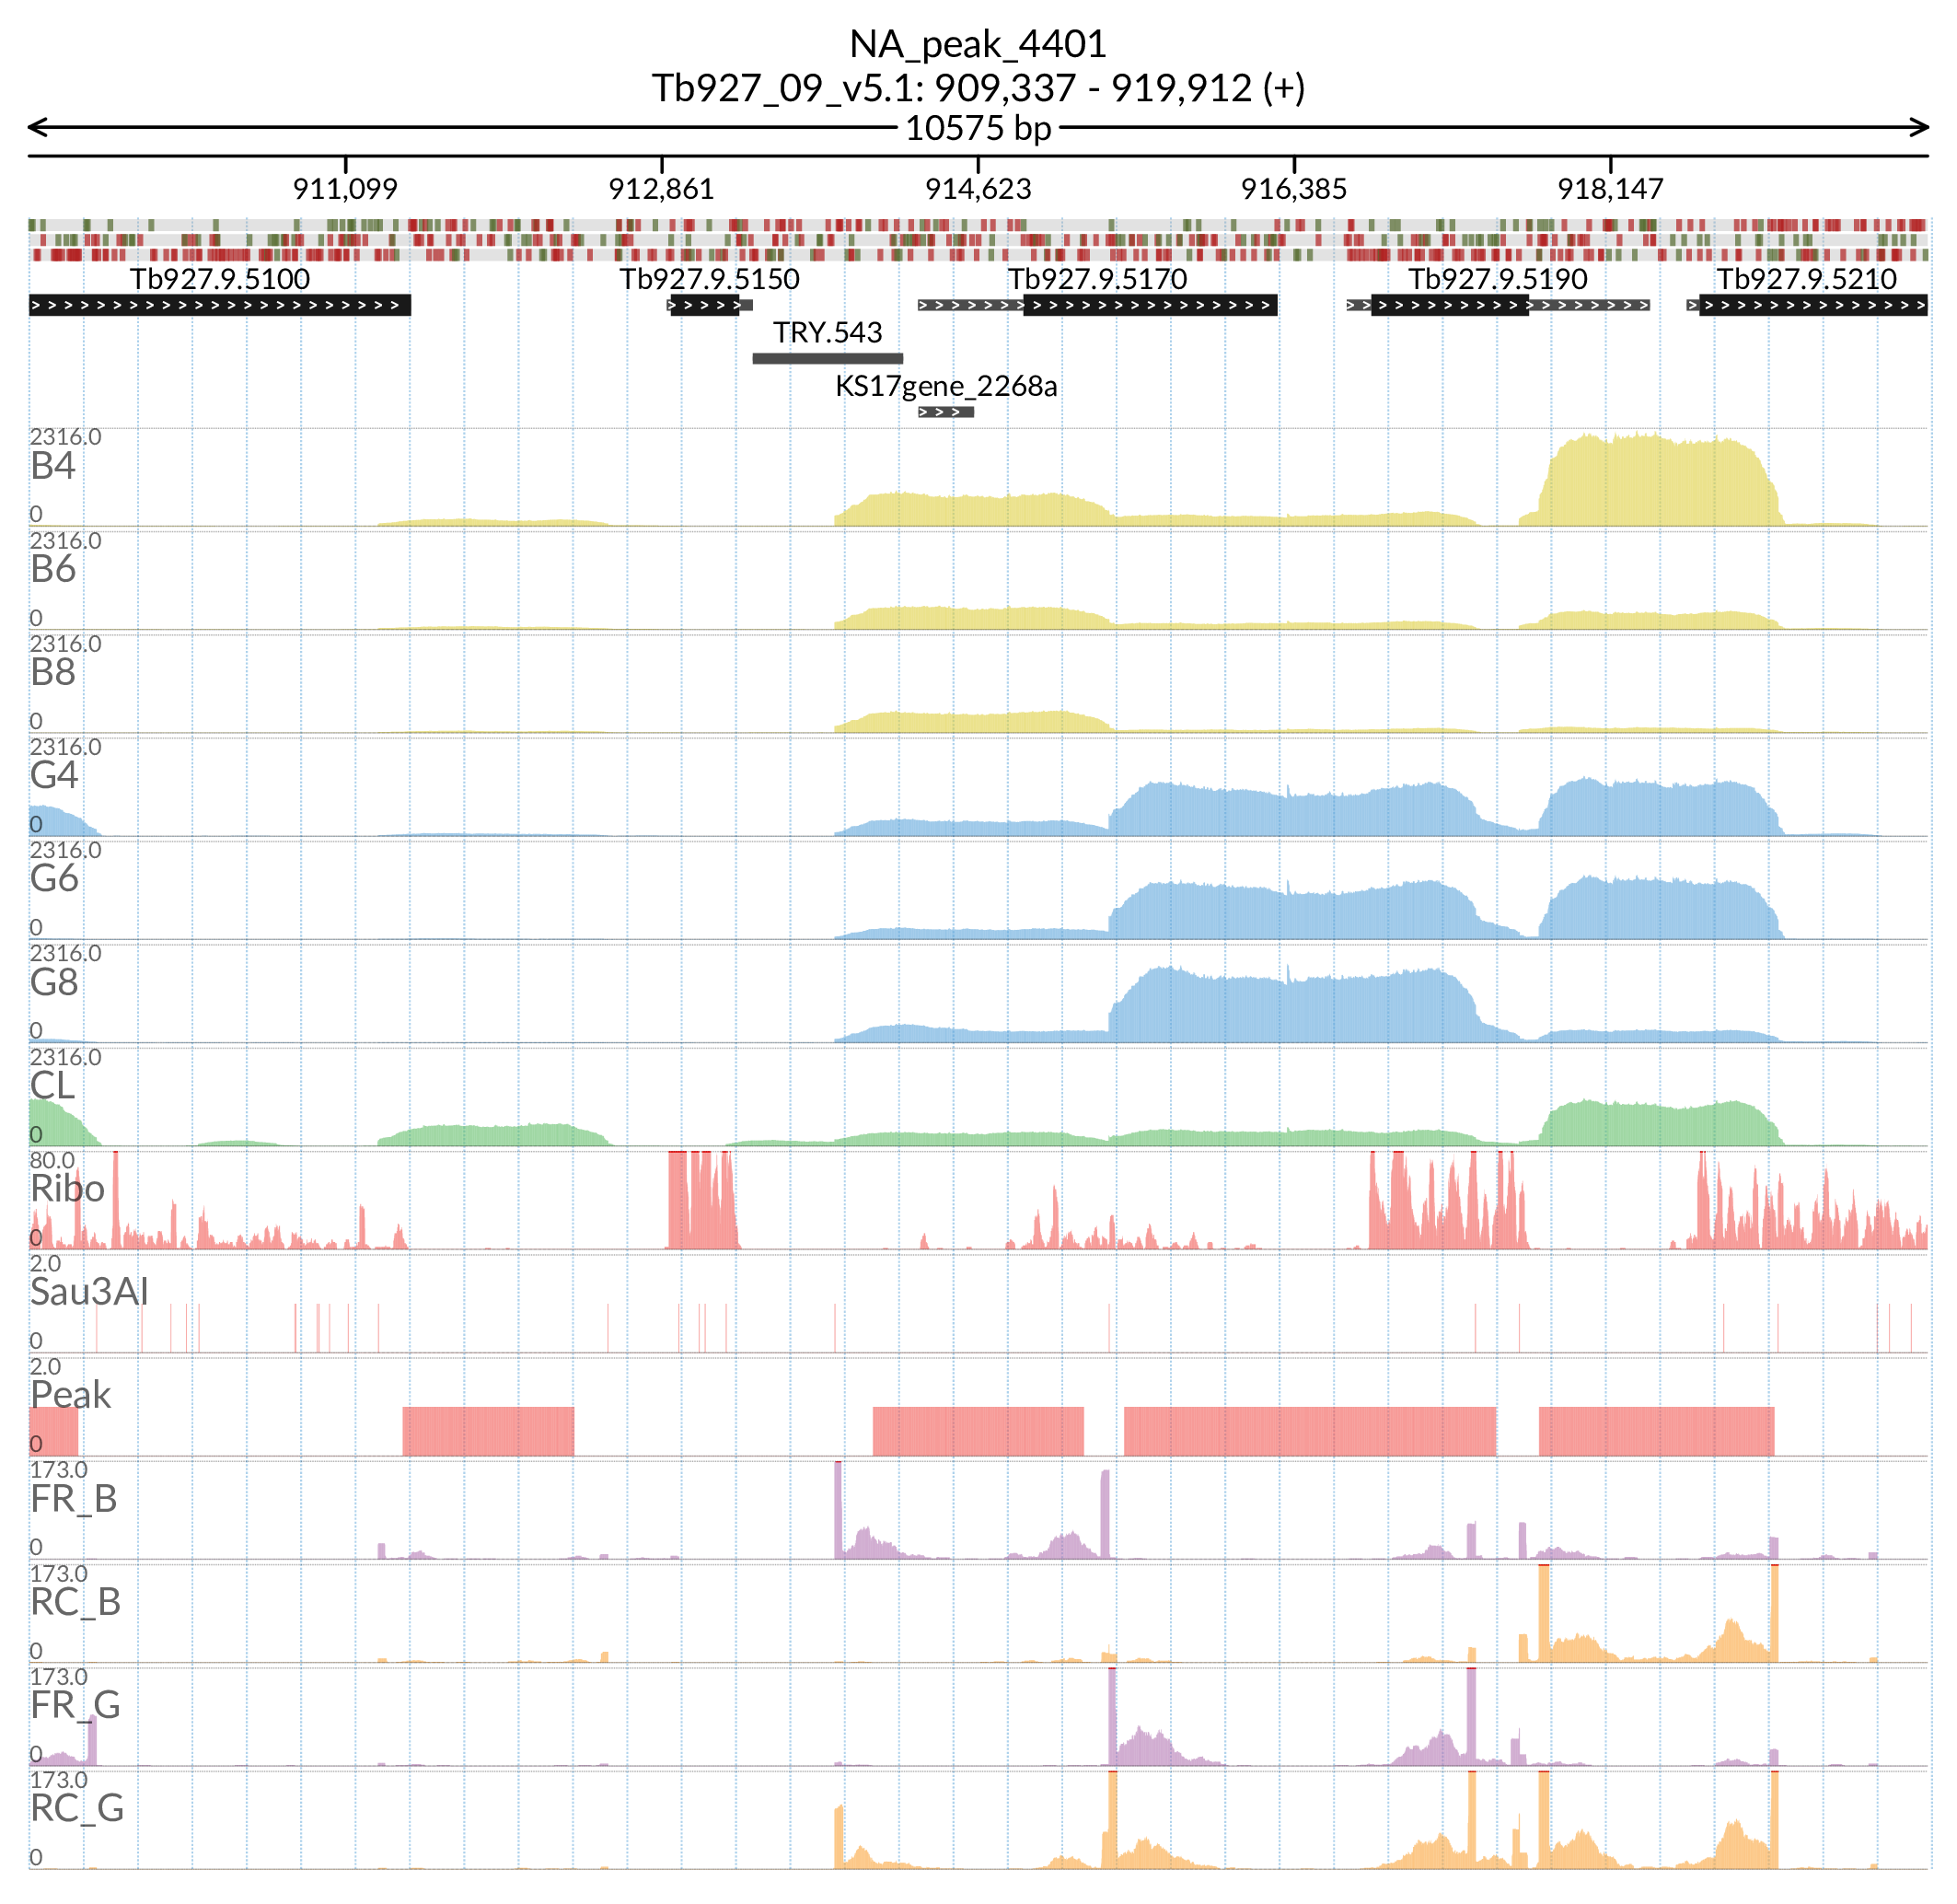 NA_peak_4401
Tb927_09_v5.1: 909,337 - 919,912 (+)
10575 bp
911,099 912,861 914,623 916,385 918,147
Tb927.9.5100 Tb927.9.5150 Tb927.9.5170 Tb927.9.5190 Tb927.9.5210
TRY.543
KS17gene_2268a
2316.0
B4
0
2316.0
B6
0
2316.0
B8
0
2316.0
G4
0
2316.0
G6
0
2316.0
G8
0
2316.0
CL
0
80.0
Ribo
0
2.0
Sau3AI
0
2.0
Peak
0
173.0
FR_B
0
173.0
RC_B
0
173.0
FR_G
0
173.0
RC_G
0